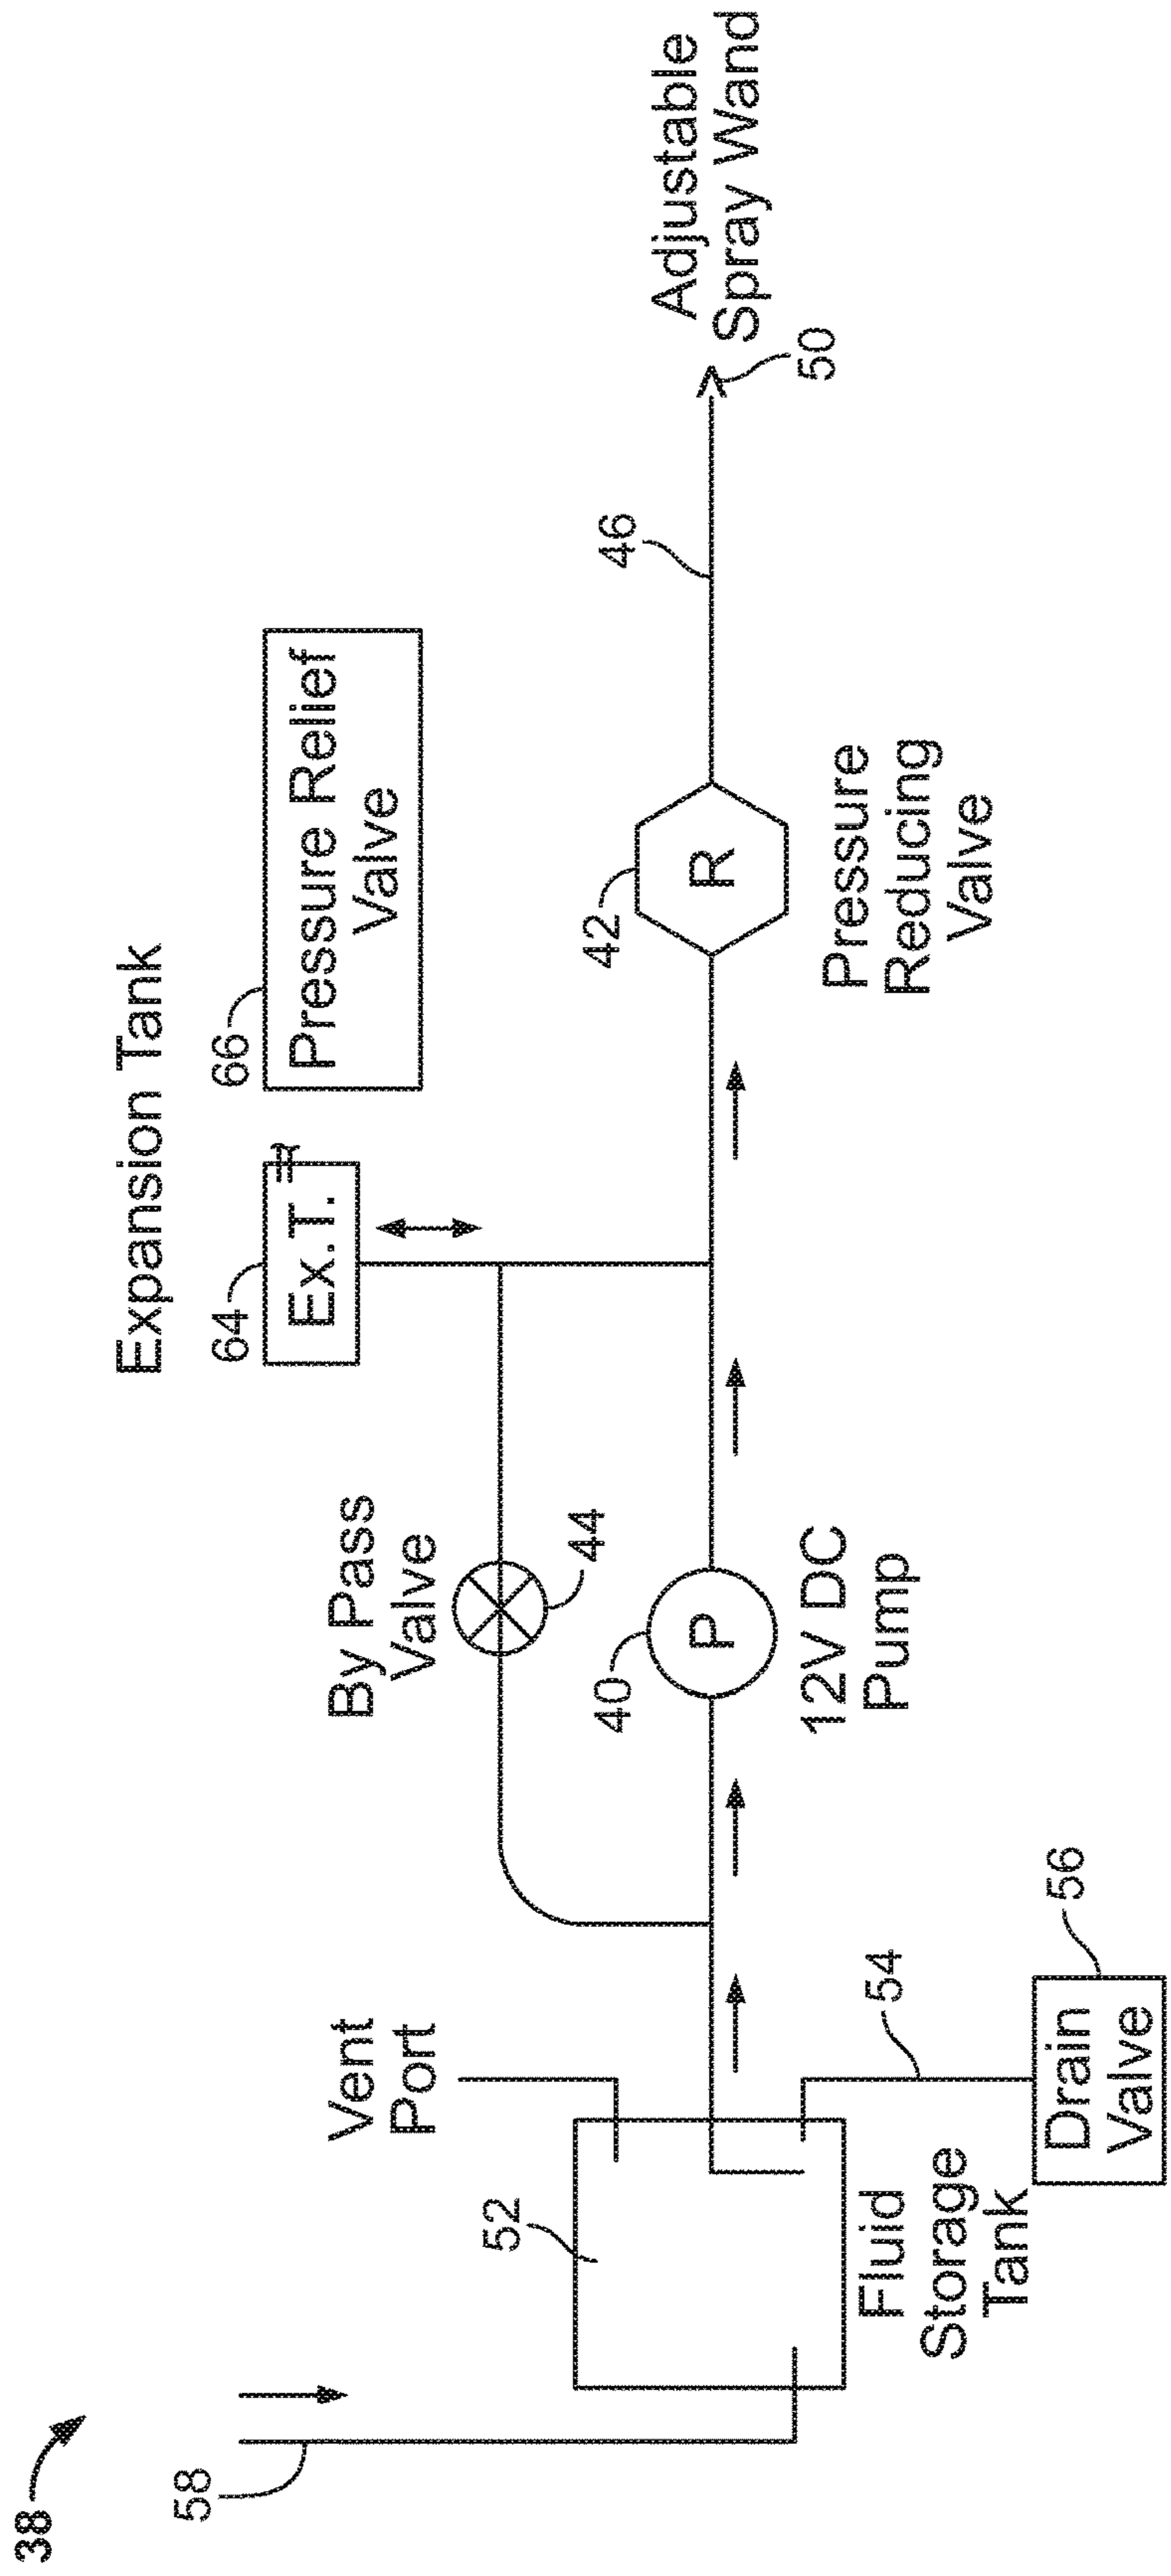 38
58
Expansion Tank
64
Ex.T.
66
Pressure Relief
Valve
By Pass
Valve
44
Vent
Port
52
40
P
12V DC
Pump
42
R
Pressure
Reducing
Valve
46
Adjustable
Spray Wand
50
Fluid
Storage
Tank
54
56
Drain
Valve